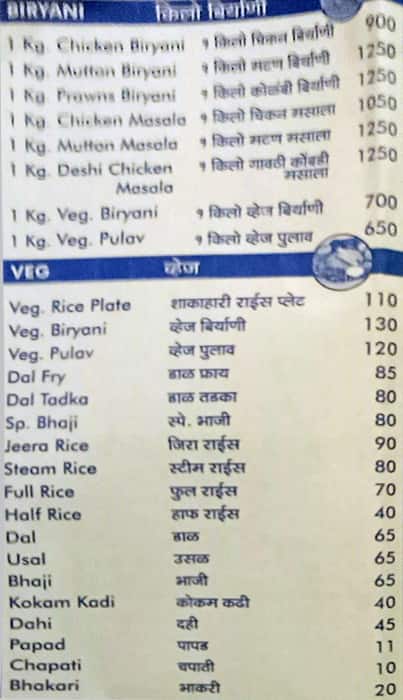 BIRYANI किलो बिर्याणी
1 Kg. Chicken Biryani १ किलो चिकन बिर्याणी 900
1 Kg. Mutton Biryani १ किलो मटण बिर्याणी 1250
1 Kg. Prawns Biryani १ किलो कोळंबी बिर्याणी 1250
1 Kg. Chicken Masala १ किलो चिकन मसाला 1050
1 Kg. Mutton Masala १ किलो मटण मसाला 1250
1 Kg. Deshi Chicken Masala १ किलो गावठी कोंबडी मसाला 1250
1 Kg. Veg. Biryani १ किलो व्हेज बिर्याणी 700
1 Kg. Veg. Pulav १ किलो व्हेज पुलाव 650
VEG व्हेज
Veg. Rice Plate शाकाहारी राईस प्लेट 110
Veg. Biryani व्हेज बिर्याणी 130
Veg. Pulav व्हेज पुलाव 120
Dal Fry डाळ फ्राय 85
Dal Tadka डाळ तडका 80
Sp. Bhaji स्पे. भाजी 80
Jeera Rice जिरा राईस 90
Steam Rice स्टीम राईस 80
Full Rice फुल राईस 70
Half Rice हाफ राईस 40
Dal डाळ 65
Usal उसळ 65
Bhaji भाजी 65
Kokam Kadi कोकम कढी 40
Dahi दही 45
Papad पापड 11
Chapati चपाती 10
Bhakari भाकरी 20